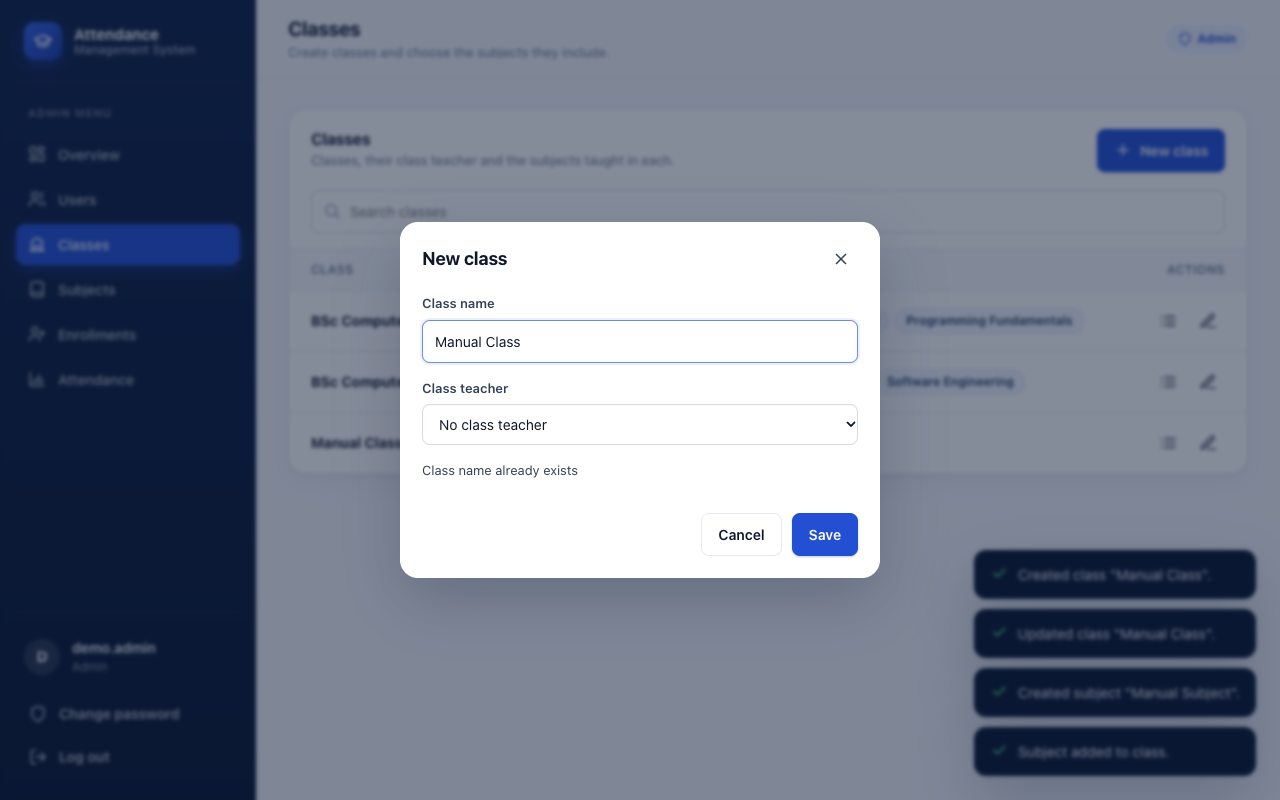 Attendance
Management System
ADMIN MENU
Overview
Users
Classes
Subjects
Enrollments
Attendance
D
demo.admin
Admin
Change password
Log out
Classes
Create classes and choose the subjects they include.
Admin
Classes
Classes, their class teacher and the subjects taught in each.
New class
Search classes
CLASS
ACTIONS
BSc
Programming Fundamentals
BSc
Software Engineering
Manual
New class
Class name
Manual Class
Class teacher
No class teacher
Class name already exists
Cancel
Save
Created class "Manual Class".
Updated class "Manual Class".
Created subject "Manual Subject".
Subject added to class.